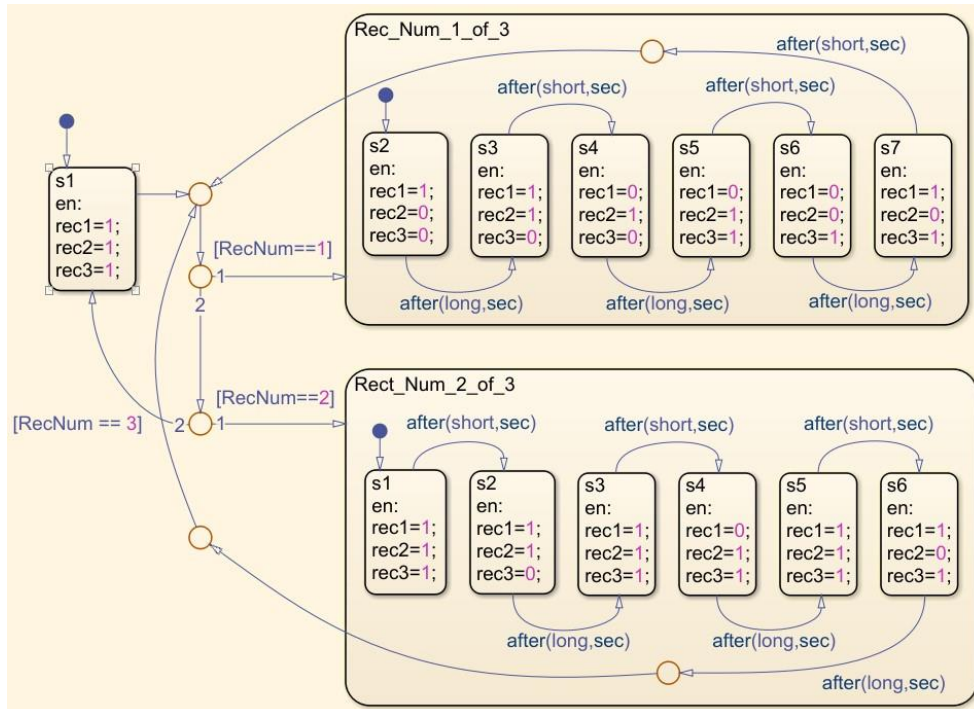 Rec_Num_1_of_3
after(short,sec)
after(short,sec)
after(short,sec)
s1
en:
rec1=1;
rec2=1;
rec3=1;
s2
en:
rec1=1;
rec2=0;
rec3=0;
s3
en:
rec1=1;
rec2=1;
rec3=0;
s4
en:
rec1=0;
rec2=1;
rec3=0;
s5
en:
rec1=0;
rec2=1;
rec3=1;
s6
en:
rec1=0;
rec2=0;
rec3=1;
s7
en:
rec1=1;
rec2=0;
rec3=1;
[RecNum==1]
1
2
after(long,sec)
after(long,sec)
after(long,sec)
Rect_Num_2_of_3
[RecNum==2]
[RecNum == 3]
2
1
after(short,sec)
after(short,sec)
after(short,sec)
s1
en:
rec1=1;
rec2=1;
rec3=1;
s2
en:
rec1=1;
rec2=1;
rec3=0;
s3
en:
rec1=1;
rec2=1;
rec3=1;
s4
en:
rec1=0;
rec2=1;
rec3=1;
s5
en:
rec1=1;
rec2=1;
rec3=1;
s6
en:
rec1=1;
rec2=0;
rec3=1;
after(long,sec)
after(long,sec)
after(long,sec)